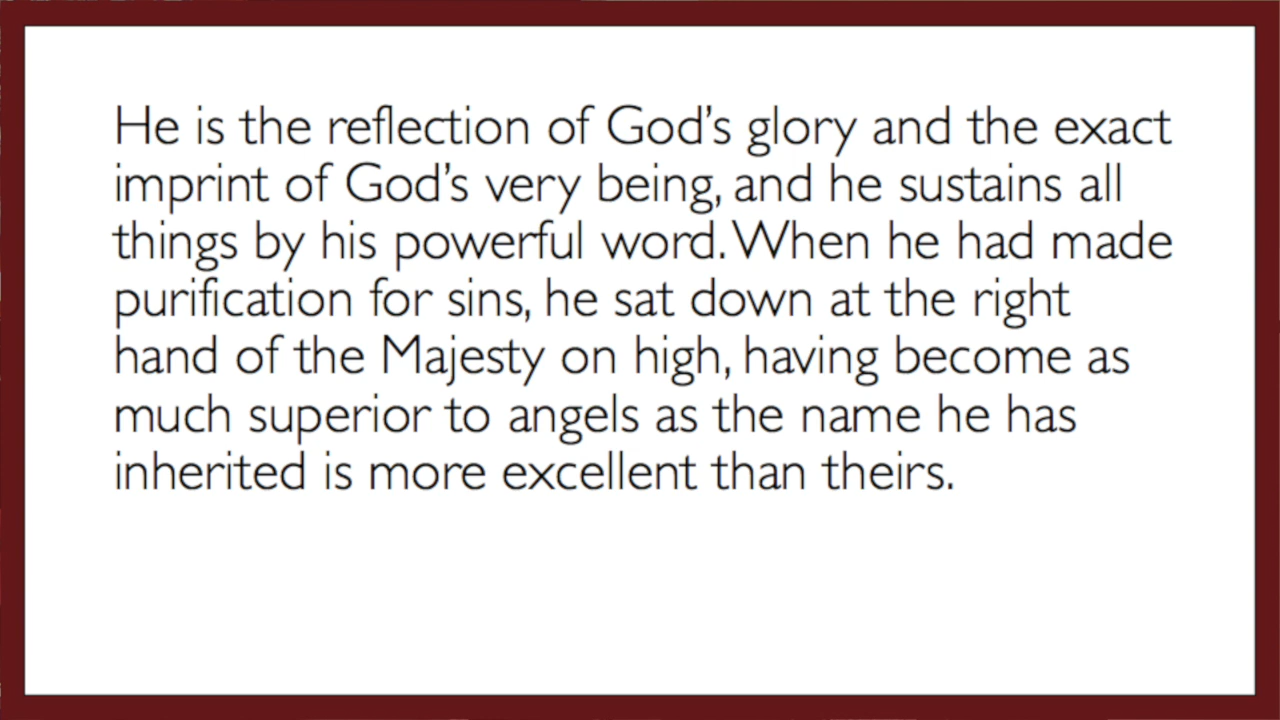 He is the reflection of God’s glory and the exact
imprint of God’s very being, and he sustains all
things by his powerful word. When he had made
purification for sins, he sat down at the right
hand of the Majesty on high, having become as
much superior to angels as the name he has
inherited is more excellent than theirs.